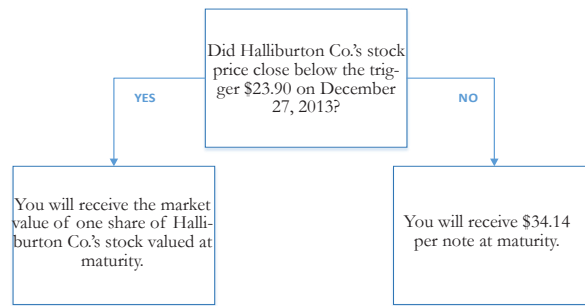 Did Halliburton Co.'s stock
price close below the trig-
ger $23.90 on December
27, 2013?
YES
NO
You will receive the market
value of one share of Halli-
burton Co.'s stock valued at
maturity.
You will receive $34.14
per note at maturity.